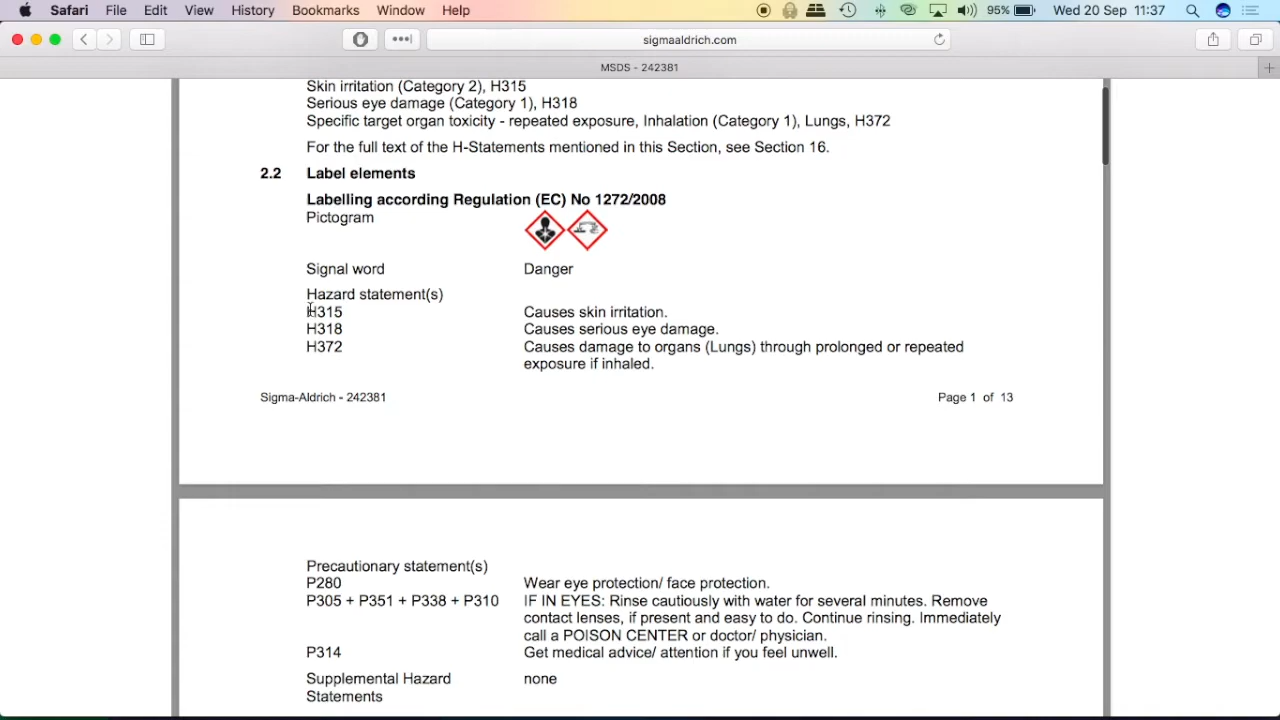 Safari File Edit View History Bookmarks Window Help 95% Wed 20 Sep 11:37
sigmaaldrich.com
MSDS - 242381
Skin irritation (Category 2), H315
Serious eye damage (Category 1), H318
Specific target organ toxicity - repeated exposure, Inhalation (Category 1), Lungs, H372
For the full text of the H-Statements mentioned in this Section, see Section 16.
2.2 Label elements
Labelling according Regulation (EC) No 1272/2008
Pictogram
Signal word Danger
Hazard statement(s)
H315 Causes skin irritation.
H318 Causes serious eye damage.
H372 Causes damage to organs (Lungs) through prolonged or repeated
exposure if inhaled.
Sigma-Aldrich - 242381 Page 1 of 13
Precautionary statement(s)
P280 Wear eye protection/ face protection.
P305 + P351 + P338 + P310 IF IN EYES: Rinse cautiously with water for several minutes. Remove
contact lenses, if present and easy to do. Continue rinsing. Immediately
call a POISON CENTER or doctor/ physician.
P314 Get medical advice/ attention if you feel unwell.
Supplemental Hazard none
Statements